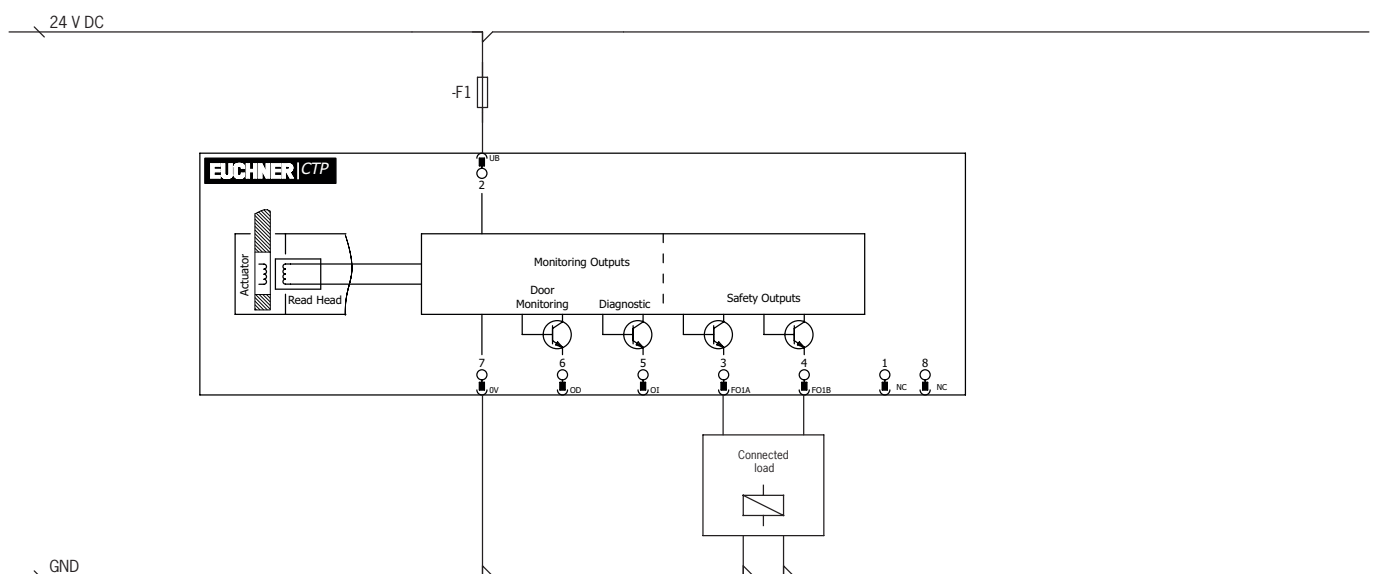 24 V DC
-F1
EUCHNER CTP
UB
2
Actuator
Read Head
Monitoring Outputs
Door
Monitoring
Diagnostic
Safety Outputs
7
6
5
3
4
1
8
0V
OD
OI
FO1A
FO1B
NC
NC
Connected
load
GND